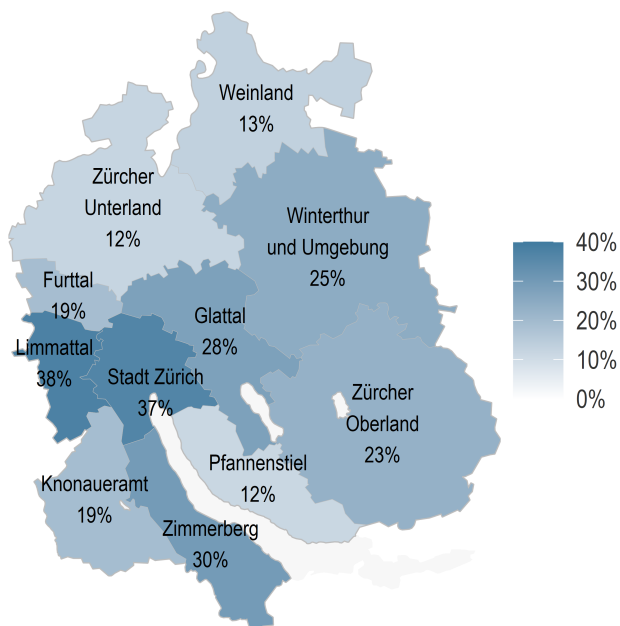 Weinland
13%
Zürcher
Unterland
12%
Winterthur
und Umgebung
25%
Furttal
19%
Glattal
28%
Limmattal
38%
Stadt Zürich
37%
Zürcher
Oberland
23%
Pfannenstiel
12%
Knonaueramt
19%
Zimmerberg
30%
40%
30%
20%
10%
0%